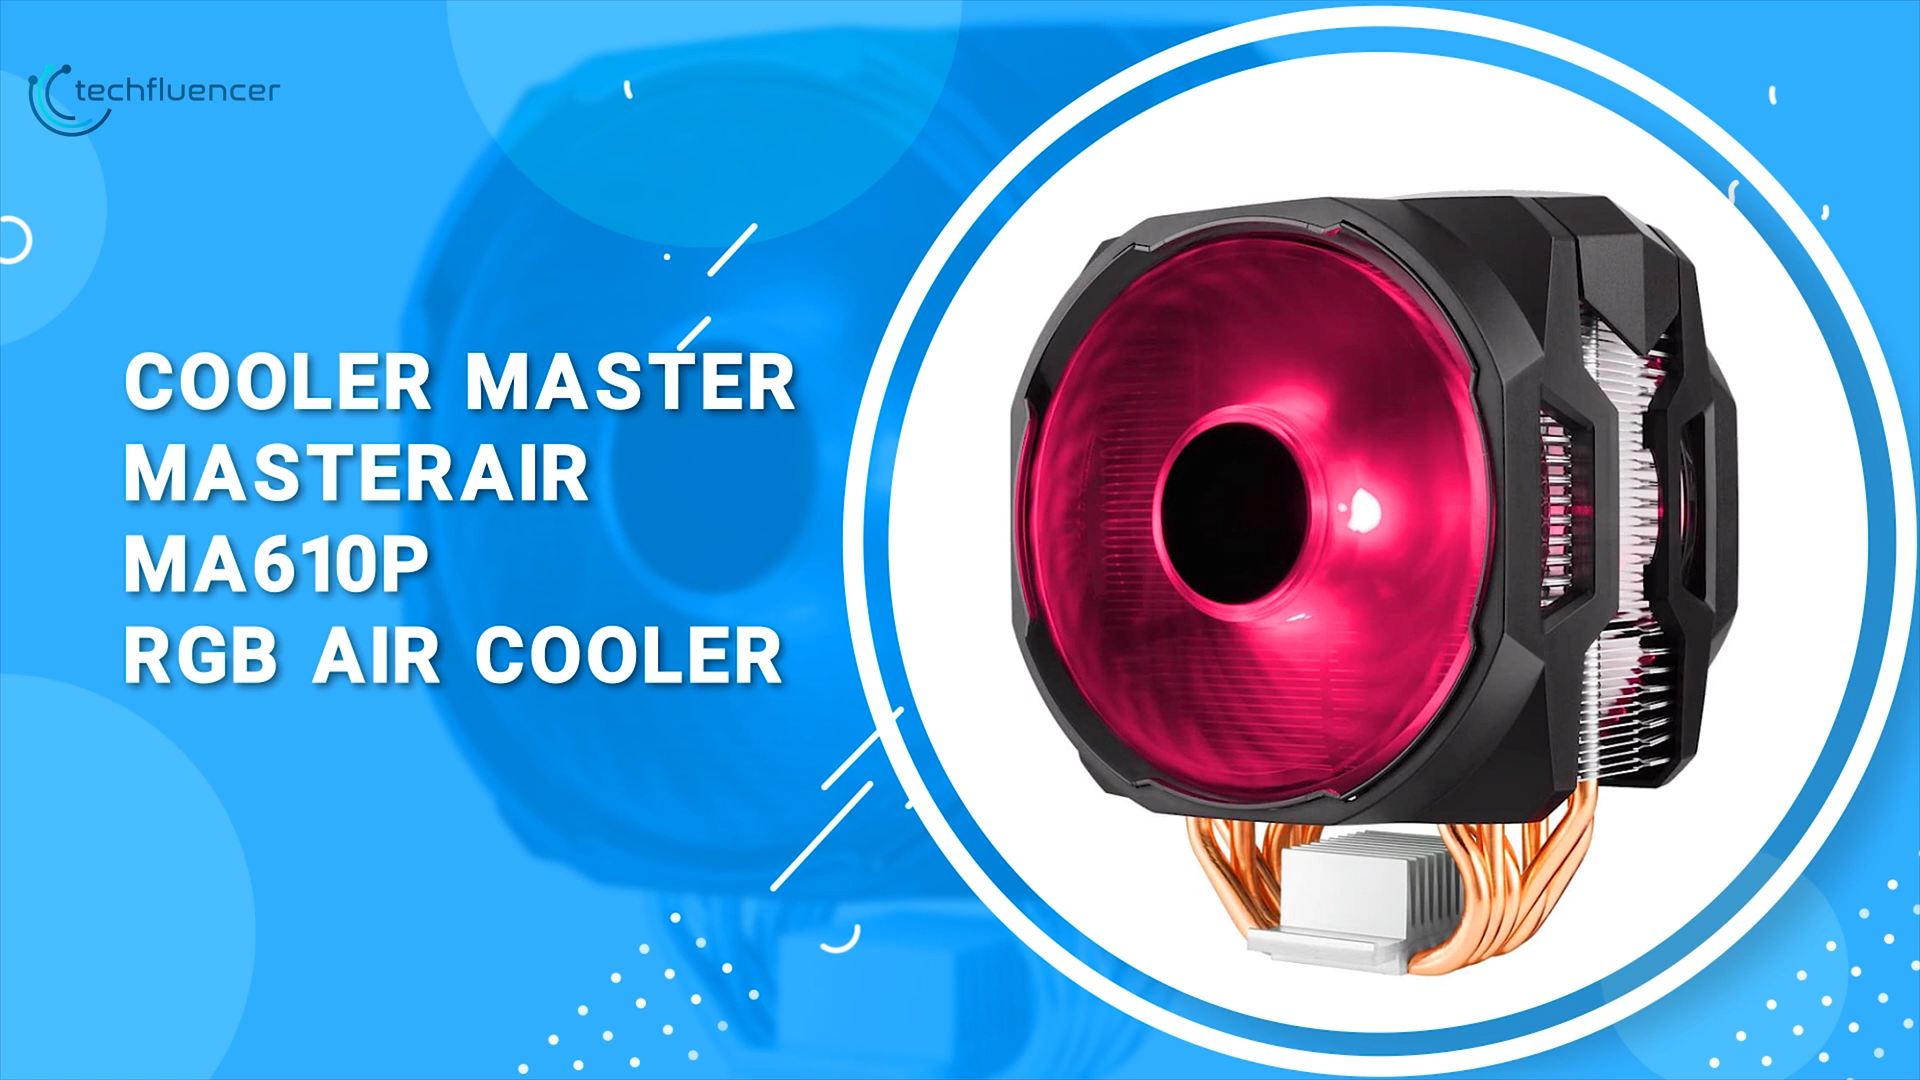 techfluencer
COOLER MASTER
MASTERAIR
MA610P
RGB AIR COOLER